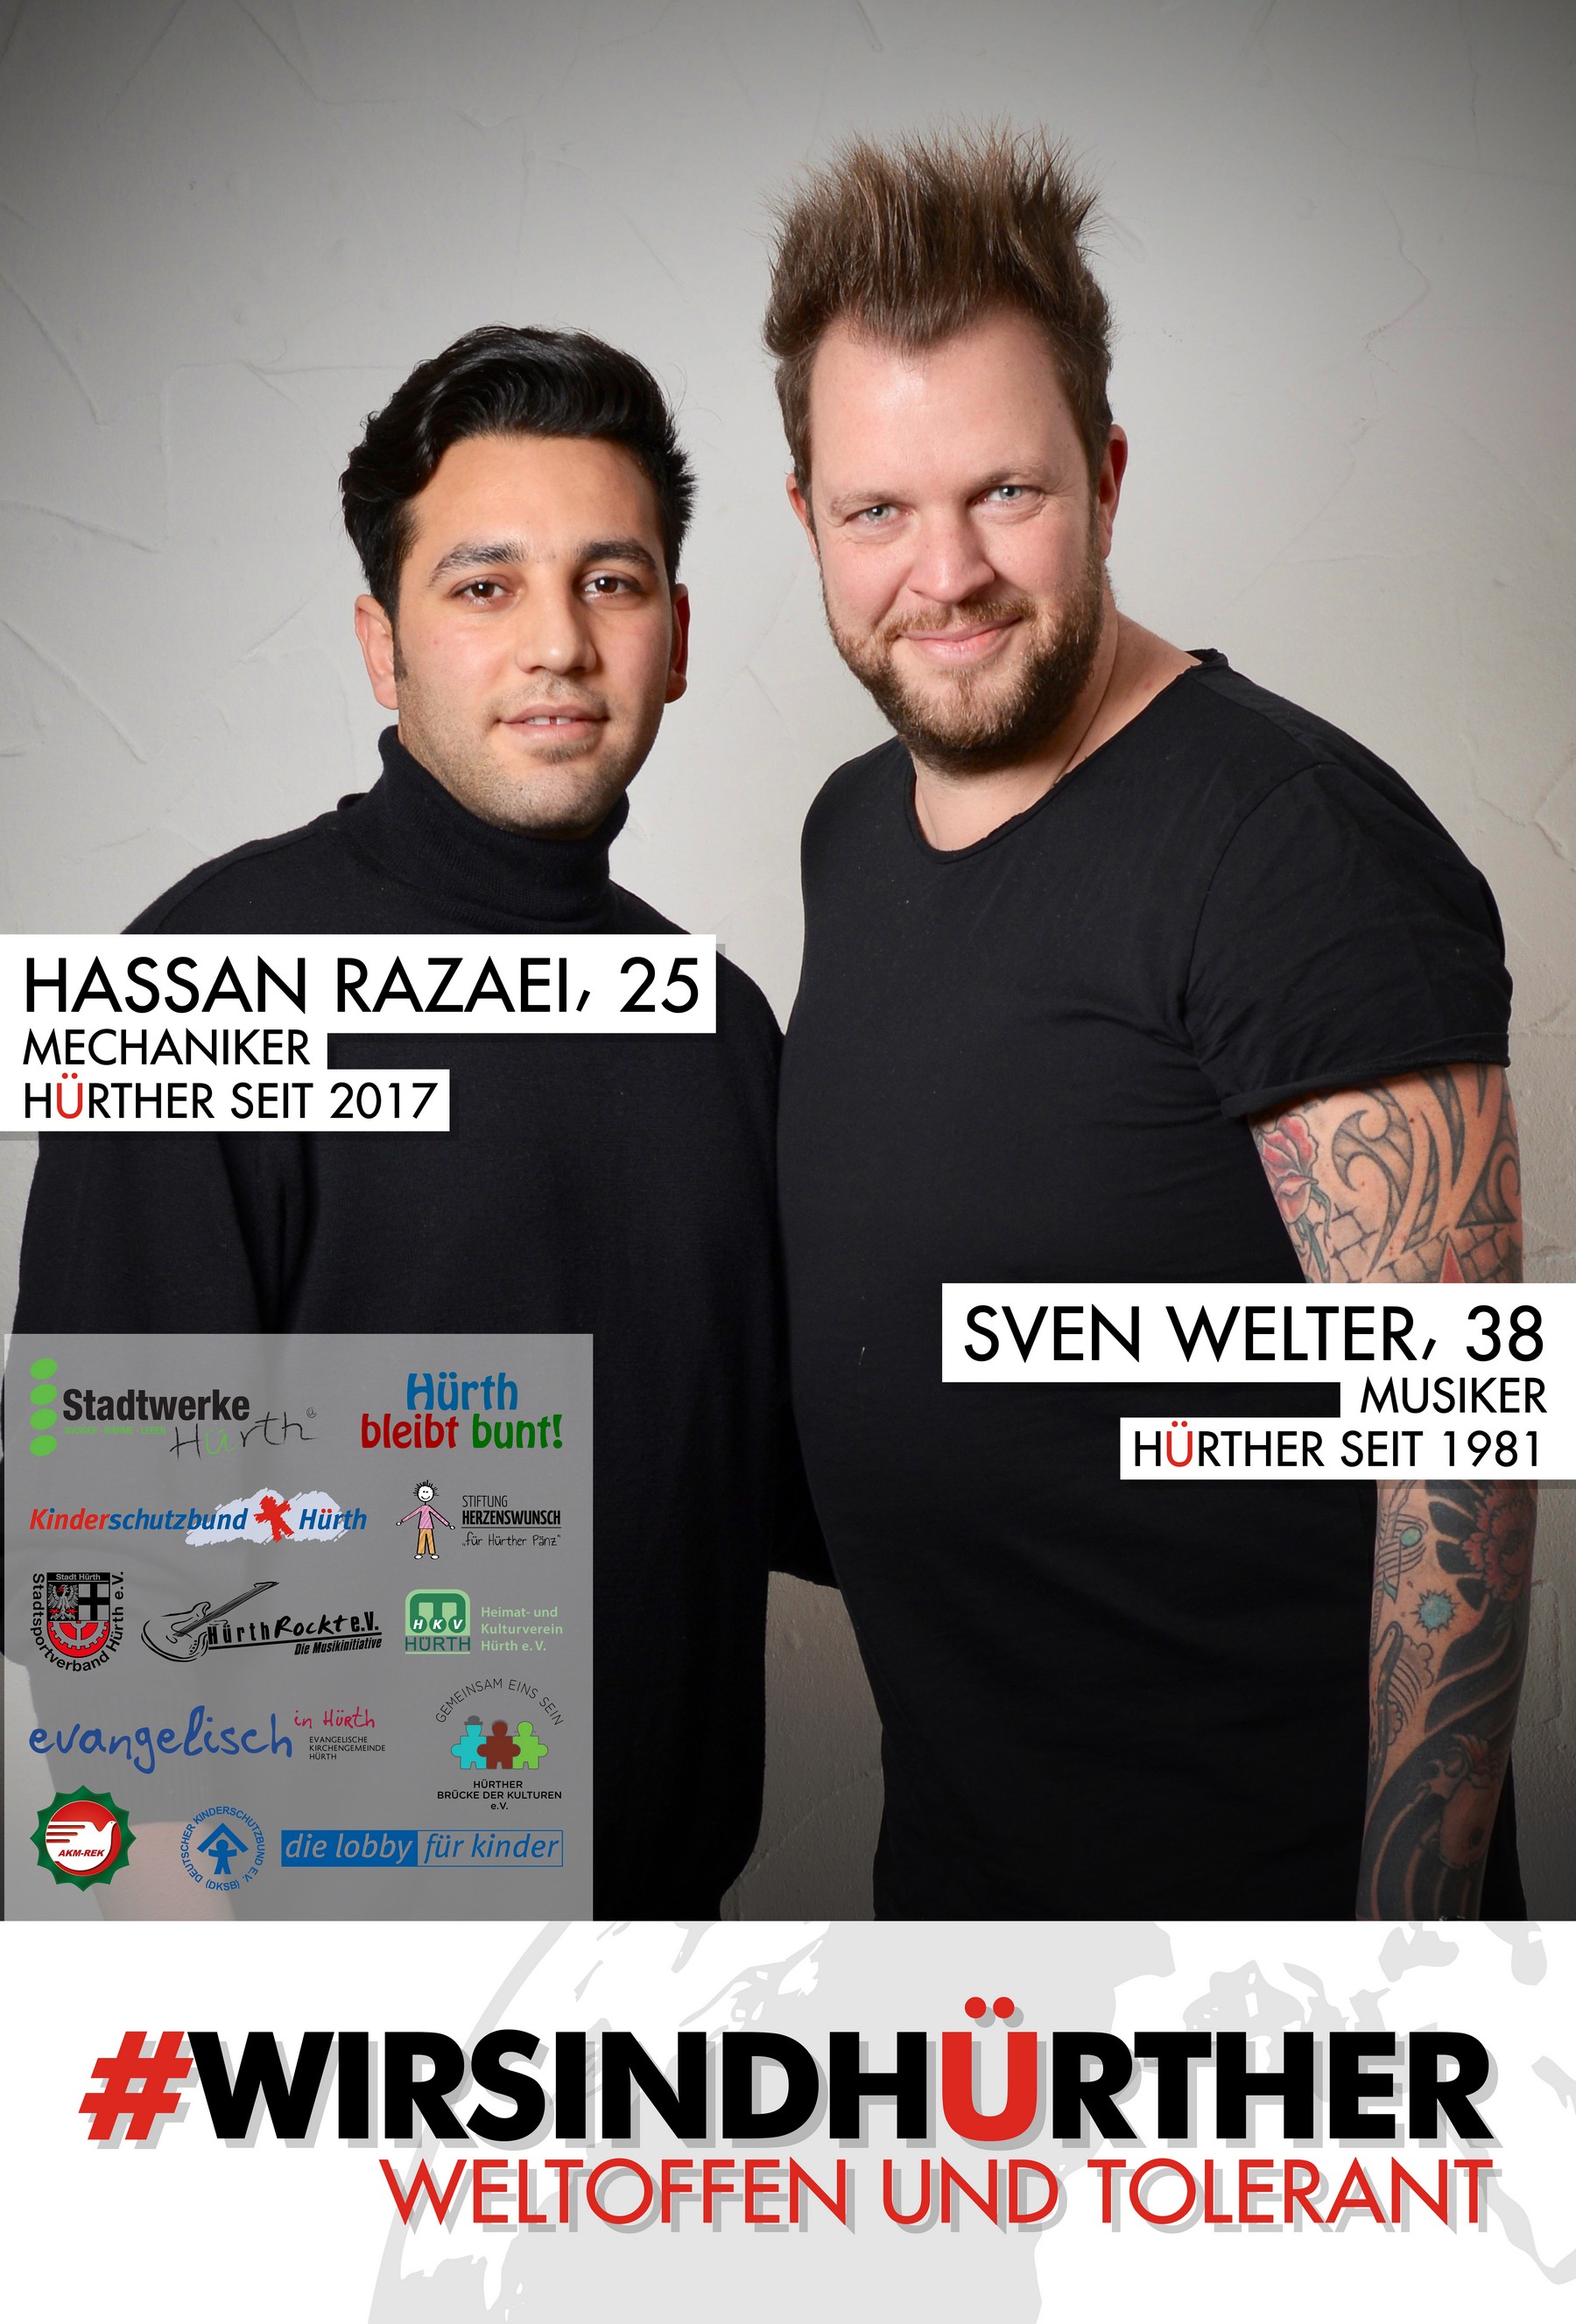 HASSAN RAZAEI, 25
MECHANIKER
HÜRTHER SEIT 2017
SVEN WELTER, 38
MUSIKER
HÜRTHER SEIT 1981
Stadtwerke
Hürth
Hürth
bleibt bunt!
Kinderschutzbund Hürth
STIFTUNG
HERZENSWUNSCH
„für Hürther Pänz"
Stadt Hürth
Stadtsportverband Hürth e.V.
HürthRockt e.V.
Die Musikinitiative
HKV
HÜRTH
Heimat- und
Kulturverein
Hürth e. V.
evangelisch in Hürth
EVANGELISCHE
KIRCHENGEMEINDE
HÜRTH
GEMEINSAM EINS SEIN
HÜRTHER
BRÜCKE DER KULTUREN
e.V.
AKM-REK
DEUTSCHER KINDERSCHUTZBUND E.V.
(DKSB)
die lobby für kinder
#WIRSINDHÜRTHER
WELTOFFEN UND TOLERANT